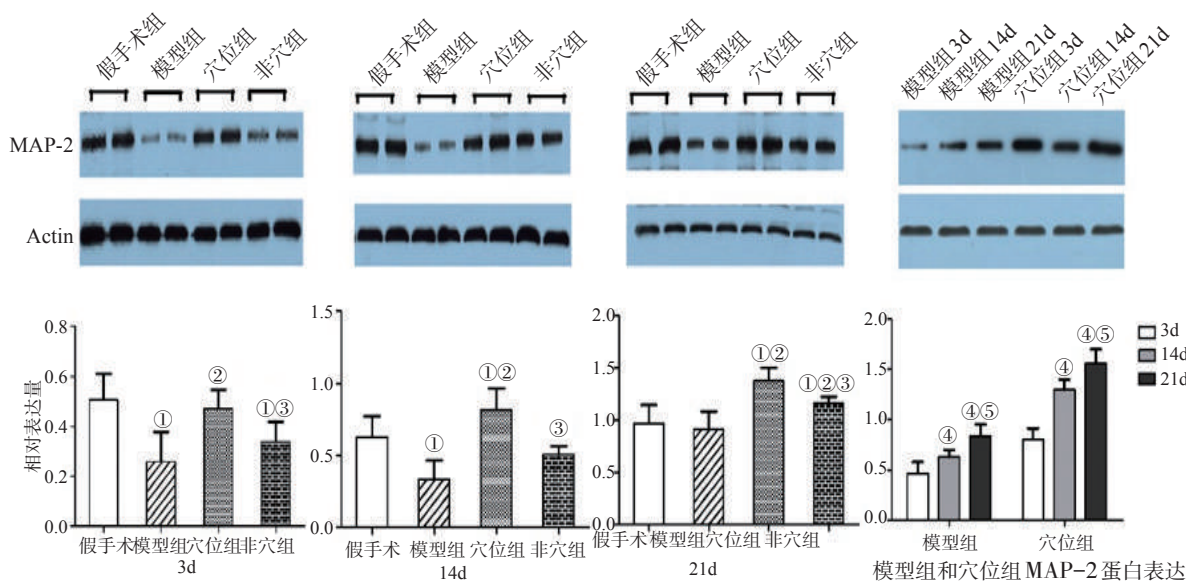 假手术组 模型组 穴位组 非穴组
假手术组 模型组 穴位组 非穴组
假手术组 模型组 穴位组 非穴组
模型组3d 模型组14d 模型组21d 穴位组3d 穴位组14d 穴位组21d
MAP-2
Actin
相对表达量
0.8
0.6
0.4
0.2
0.0
① ② ①③
假手术 模型组 穴位组 非穴组
3d
1.5
1.0
0.5
0.0
① ①② ③
假手术 模型组 穴位组 非穴组
14d
2.0
1.5
1.0
0.5
0.0
①② ①②③
假手术 模型组 穴位组 非穴组
21d
2.0
1.5
1.0
0.5
0.0
④ ④⑤ ④ ④⑤
3d
14d
21d
模型组 穴位组
模型组和穴位组MAP-2蛋白表达